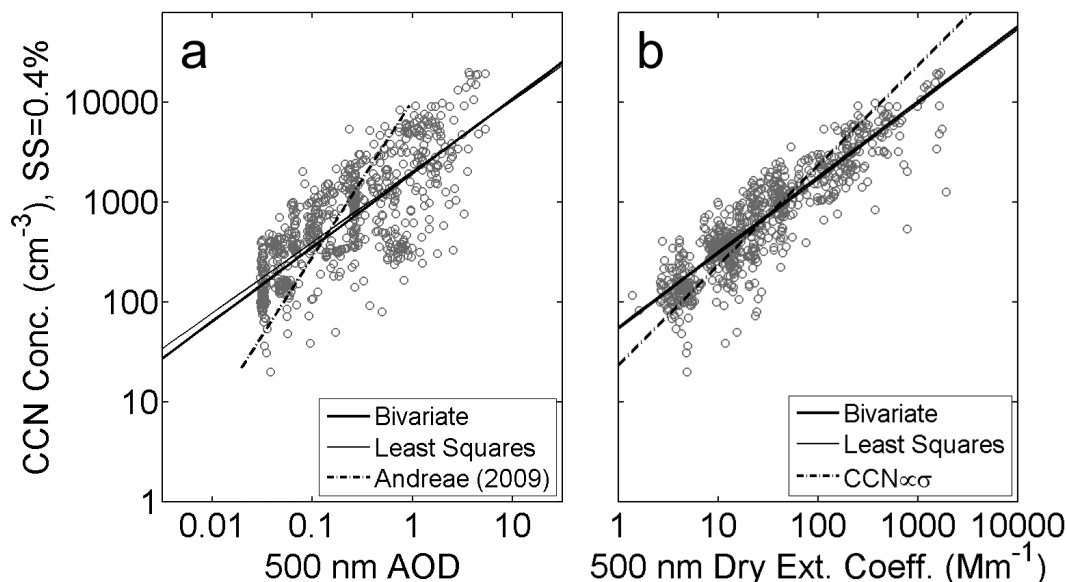 CCN Conc. (cm⁻³), SS=0.4%
10000
1000
100
10
1
a
Bivariate
Least Squares
Andreae (2009)
0.01 0.1 1 10
500 nm AOD
b
Bivariate
Least Squares
CCN∝σ
1 10 100 1000 10000
500 nm Dry Ext. Coeff. (Mm⁻¹)